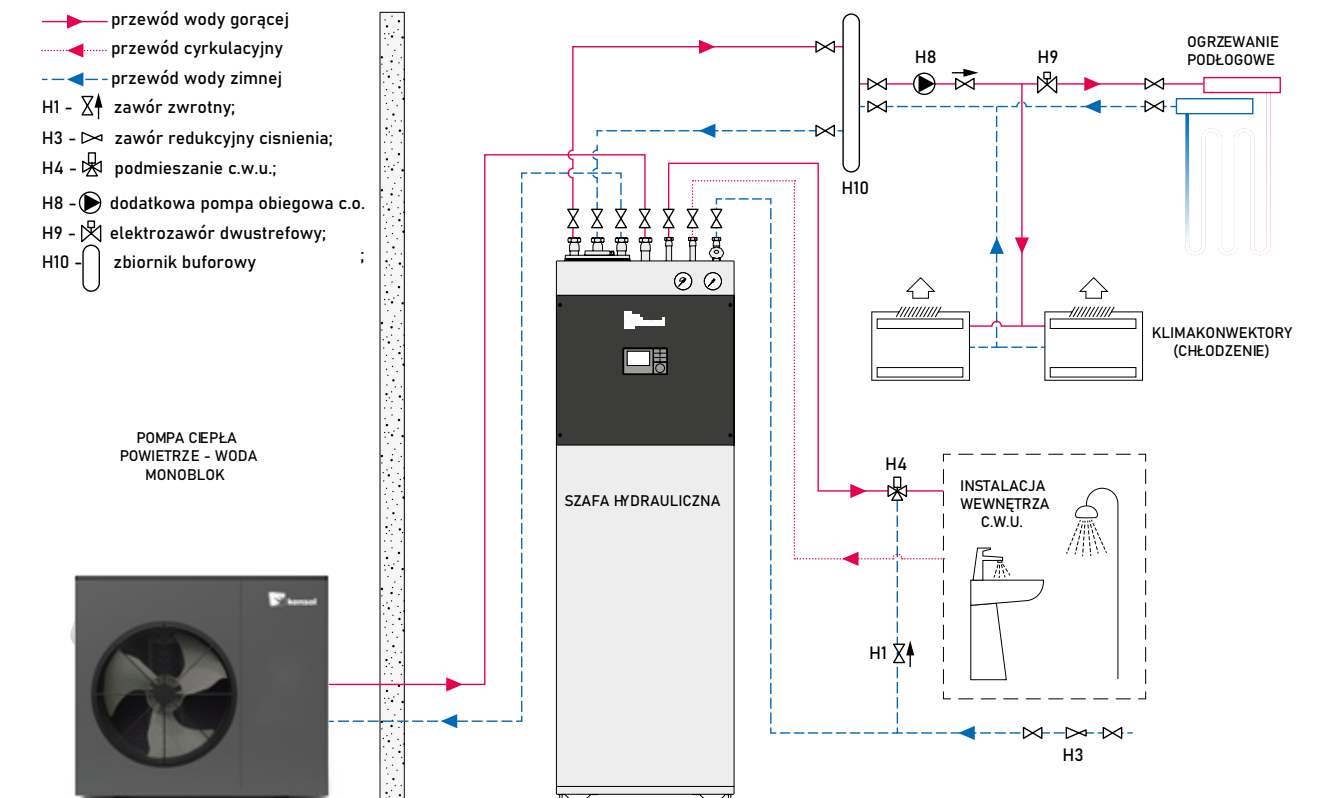 przewód wody gorącej
przewód cyrkulacyjny
przewód wody zimnej
H1 - zawór zwrotny;
H3 - zawór redukcyjny cisnienia;
H4 - podmieszanie c.w.u.;
H8 - dodatkowa pompa obiegowa c.o.
H9 - elektrozawór dwustrefowy;
H10 - zbiornik buforowy ;
H8
H9
OGRZEWANIE
PODŁOGOWE
H10
KLIMAKONWEKTORY
(CHŁODZENIE)
POMPA CIEPŁA
POWIETRZE - WODA
MONOBLOK
SZAFA HYDRAULICZNA
H4
INSTALACJA
WEWNĘTRZA
C.W.U.
H1
H3
kensol